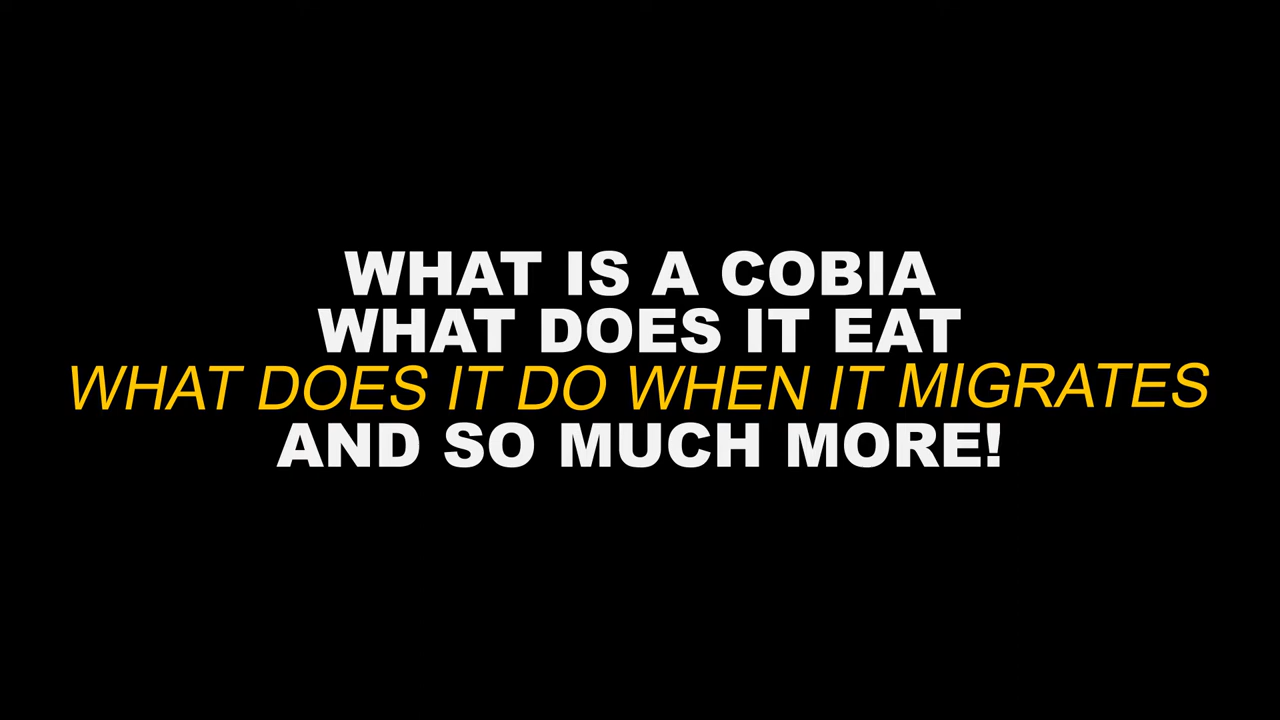 WHAT IS A COBIA
WHAT DOES IT EAT
WHAT DOES IT DO WHEN IT MIGRATES
AND SO MUCH MORE!